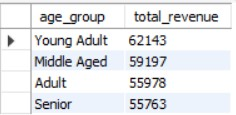 age_group total_revenue
Young Adult 62143
Middle Aged 59197
Adult 55978
Senior 55763